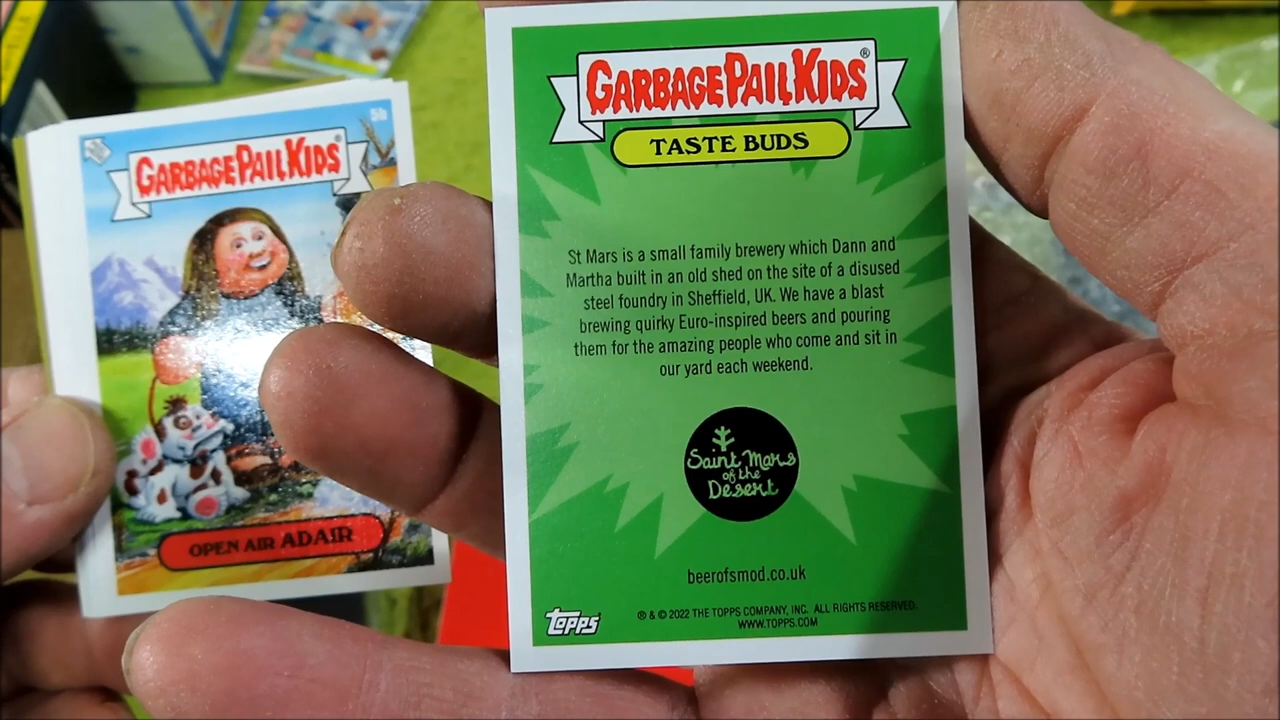 5b
GARBAGE PAIL KIDS®
OPEN AIR ADAIR
GARBAGE PAIL KIDS®
TASTE BUDS
St Mars is a small family brewery which Dann and
Martha built in an old shed on the site of a disused
steel foundry in Sheffield, UK. We have a blast
brewing quirky Euro-inspired beers and pouring
them for the amazing people who come and sit in
our yard each weekend.
Saint Mars
of the
Desert
beerofsmod.co.uk
TOPPS
® & © 2022 THE TOPPS COMPANY, INC. ALL RIGHTS RESERVED.
WWW.TOPPS.COM